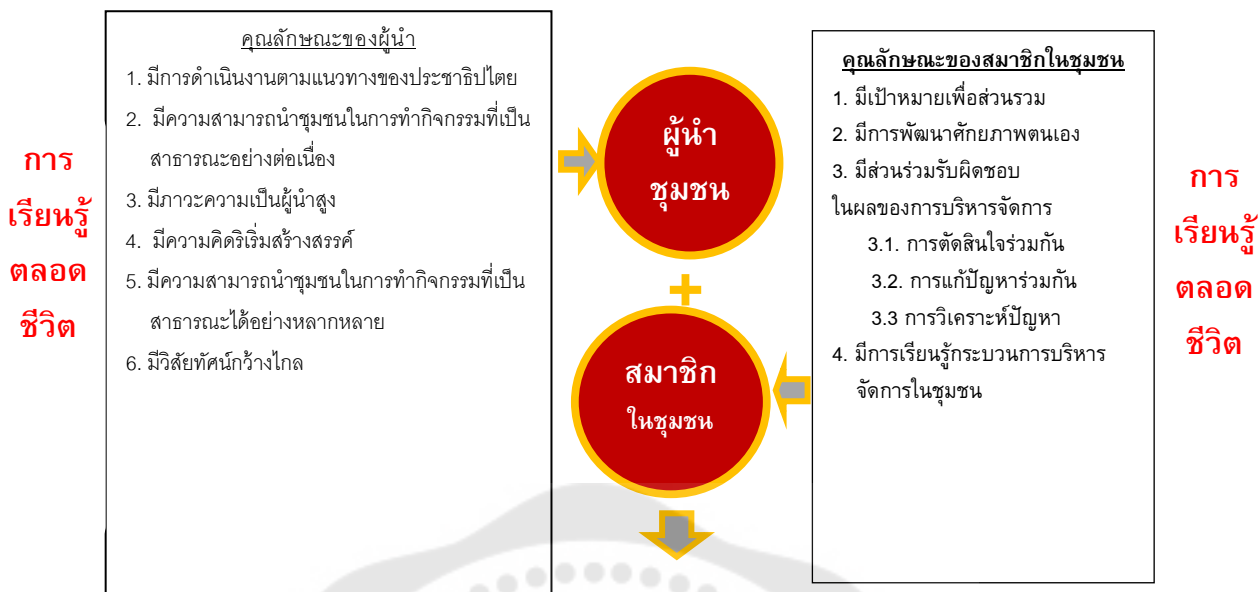 การ
เรียนรู้
ตลอด
ชีวิต
คุณลักษณะของผู้นำ
1. มีการดำเนินงานตามแนวทางของประชาธิปไตย
2. มีความสามารถนำชุมชนในการทำกิจกรรมที่เป็น
สาธารณะอย่างต่อเนื่อง
3. มีภาวะความเป็นผู้นำสูง
4. มีความคิดริเริ่มสร้างสรรค์
5. มีความสามารถนำชุมชนในการทำกิจกรรมที่เป็น
สาธารณะได้อย่างหลากหลาย
6. มีวิสัยทัศน์กว้างไกล
ผู้นำ
ชุมชน
+
สมาชิก
ในชุมชน
คุณลักษณะของสมาชิกในชุมชน
1. มีเป้าหมายเพื่อส่วนรวม
2. มีการพัฒนาศักยภาพตนเอง
3. มีส่วนร่วมรับผิดชอบ
ในผลของการบริหารจัดการ
3.1. การตัดสินใจร่วมกัน
3.2. การแก้ปัญหาร่วมกัน
3.3 การวิเคราะห์ปัญหา
4. มีการเรียนรู้กระบวนการบริหาร
จัดการในชุมชน
การ
เรียนรู้
ตลอด
ชีวิต